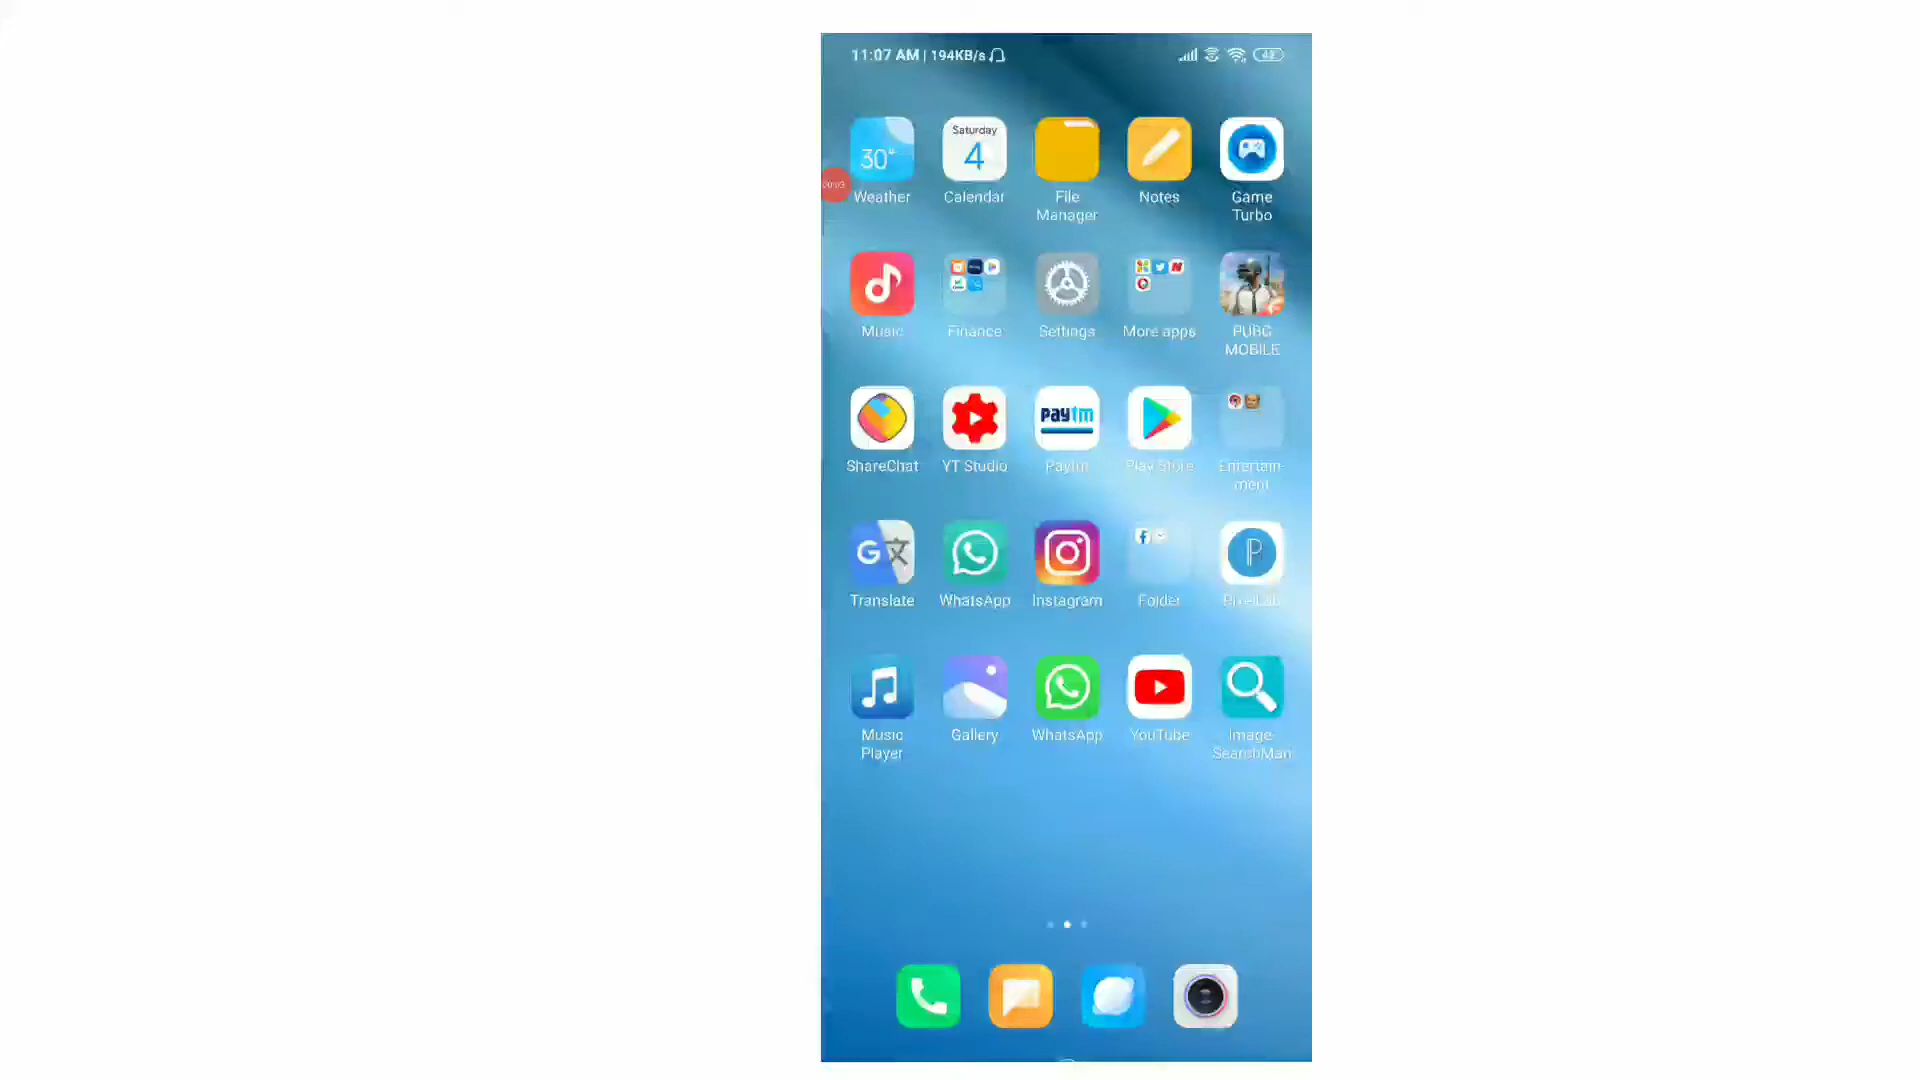 11:07 AM | 194KB/s
30°
Saturday
4
Weather
Calendar
File
Manager
Notes
Game
Turbo
Music
Finance
Settings
More apps
PUBG
MOBILE
paytm
ShareChat
YT Studio
Paytm
Play Store
Entertain-
ment
G
Translate
WhatsApp
Instagram
Folder
PixelLab
Music
Player
Gallery
WhatsApp
YouTube
Image
SearchMan